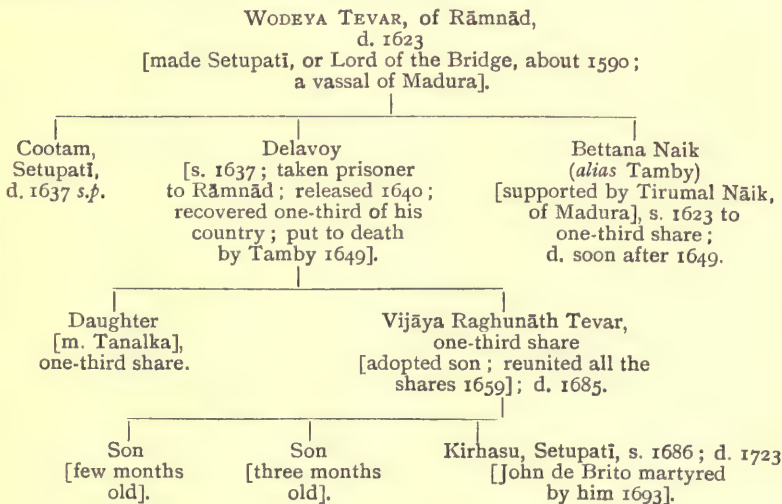 WODEYA TEVAR, of Rāmnād,
d. 1623
[made Setupatī, or Lord of the Bridge, about 1590;
a vassal of Madura].
Cootam,
Setupatī,
d. 1637 s.p.
Delavoy
[s. 1637; taken prisoner
to Rāmnād; released 1640;
recovered one-third of his
country; put to death
by Tamby 1649].
Bettana Naik
(alias Tamby)
[supported by Tirumal Nāik,
of Madura], s. 1623 to
one-third share;
d. soon after 1649.
Daughter
[m. Tanalka],
one-third share.
Vijāya Raghunāth Tevar,
one-third share
[adopted son; reunited all the
shares 1659]; d. 1685.
Son
[few months
old].
Son
[three months
old].
Kirhasu, Setupatī, s. 1686; d. 1723
[John de Brito martyred
by him 1693].